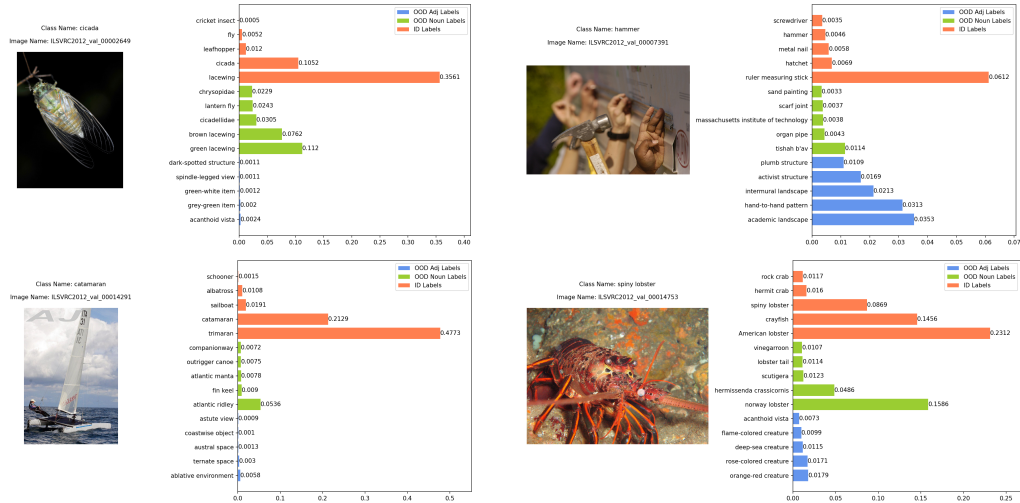 Class Name: cicada
Image Name: ILSVRC2012_val_00002649
OOD Adj Labels
OOD Noun Labels
ID Labels
cricket insect 0.0005
fly 0.0052
leafhopper 0.012
cicada 0.1052
lacewing 0.3561
chrysopidae 0.0229
lantern fly 0.0243
cicadellidae 0.0305
brown lacewing 0.0762
green lacewing 0.112
dark-spotted structure 0.0011
spindle-legged view 0.0011
green-white item 0.0012
grey-green item 0.002
acanthoid vista 0.0024
0.00 0.05 0.10 0.15 0.20 0.25 0.30 0.35 0.40
Class Name: hammer
Image Name: ILSVRC2012_val_00007391
OOD Adj Labels
OOD Noun Labels
ID Labels
screwdriver 0.0035
hammer 0.0046
metal nail 0.0058
hatchet 0.0069
ruler measuring stick 0.0612
sand painting 0.0033
scarf joint 0.0037
massachusetts institute of technology 0.0038
organ pipe 0.0043
tishah b'av 0.0114
plumb structure 0.0109
activist structure 0.0169
intermural landscape 0.0213
hand-to-hand pattern 0.0313
academic landscape 0.0353
0.00 0.01 0.02 0.03 0.04 0.05 0.06 0.07
Class Name: catamaran
Image Name: ILSVRC2012_val_00014291
OOD Adj Labels
OOD Noun Labels
ID Labels
schooner 0.0015
albatross 0.0108
sailboat 0.0191
catamaran 0.2129
trimaran 0.4773
companionway 0.0072
outrigger canoe 0.0075
atlantic manta 0.0078
fin keel 0.009
atlantic ridley 0.0536
astute view 0.0009
coastwise object 0.001
austral space 0.0013
ternate space 0.003
ablative environment 0.0058
0.0 0.1 0.2 0.3 0.4 0.5
Class Name: spiny lobster
Image Name: ILSVRC2012_val_00014753
OOD Adj Labels
OOD Noun Labels
ID Labels
rock crab 0.0117
hermit crab 0.016
spiny lobster 0.0869
crayfish 0.1456
American lobster 0.2312
vinegarroon 0.0107
lobster tail 0.0114
scutigera 0.0123
hermissenda crassicornis 0.0486
norway lobster 0.1586
acanthoid vista 0.0073
flame-colored creature 0.0099
deep-sea creature 0.0115
rose-colored creature 0.0171
orange-red creature 0.0179
0.00 0.05 0.10 0.15 0.20 0.25